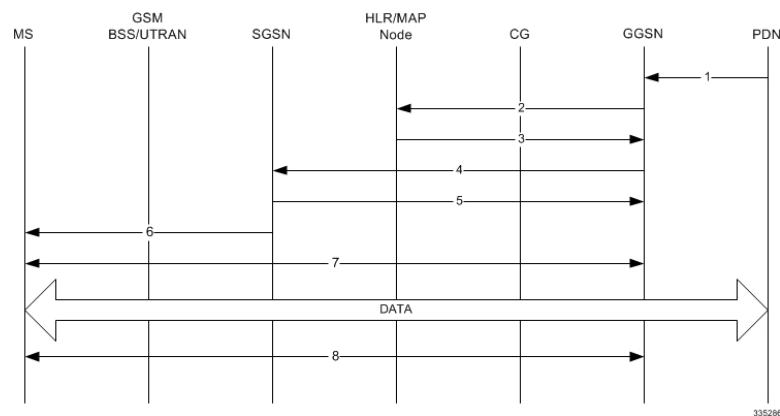 MS
GSM
BSS/UTRAN
SGSN
HLR/MAP
Node
CG
GGSN
PDN
1
2
3
4
5
6
7
DATA
8
335286